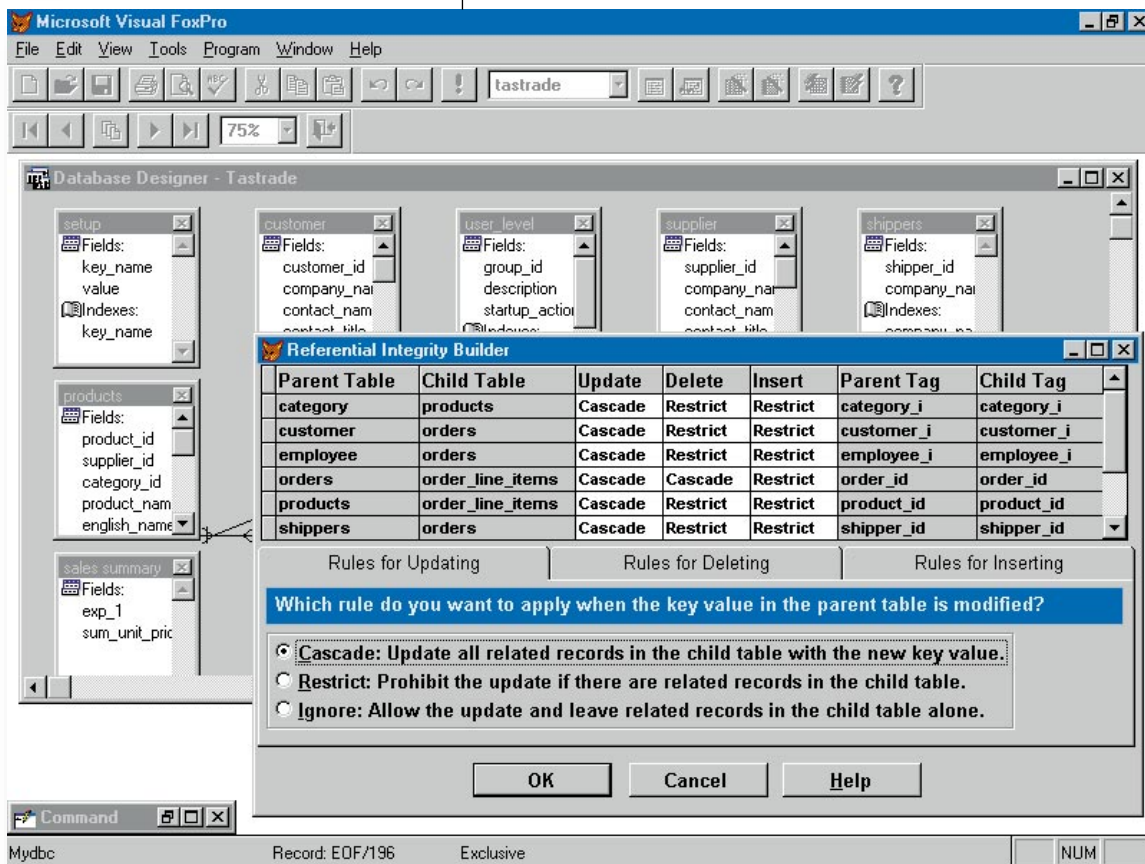 Microsoft Visual FoxPro
File Edit View Tools Program Window Help
tastrade
75%
Database Designer - Tastrade
setup
Fields:
key_name
value
Indexes:
key_name
customer
Fields:
customer_id
company_nar
contact_nam
contact_title
user_level
Fields:
group_id
description
startup_action
Indexes:
supplier
Fields:
supplier_id
company_nar
contact_nam
contact_title
shippers
Fields:
shipper_id
company_nar
Indexes:
company_na
products
Fields:
product_id
supplier_id
category_id
product_nam
english_name
sales summary
Fields:
exp_1
sum_unit_pric
Referential Integrity Builder
Parent Table Child Table Update Delete Insert Parent Tag Child Tag
category products Cascade Restrict Restrict category_i category_i
customer orders Cascade Restrict Restrict customer_i customer_i
employee orders Cascade Restrict Restrict employee_i employee_i
orders order_line_items Cascade Cascade Restrict order_id order_id
products order_line_items Cascade Restrict Restrict product_id product_id
shippers orders Cascade Restrict Restrict shipper_id shipper_id
Rules for Updating Rules for Deleting Rules for Inserting
Which rule do you want to apply when the key value in the parent table is modified?
Cascade: Update all related records in the child table with the new key value.
Restrict: Prohibit the update if there are related records in the child table.
Ignore: Allow the update and leave related records in the child table alone.
OK Cancel Help
Command
Mydbc Record: EOF/196 Exclusive NUM